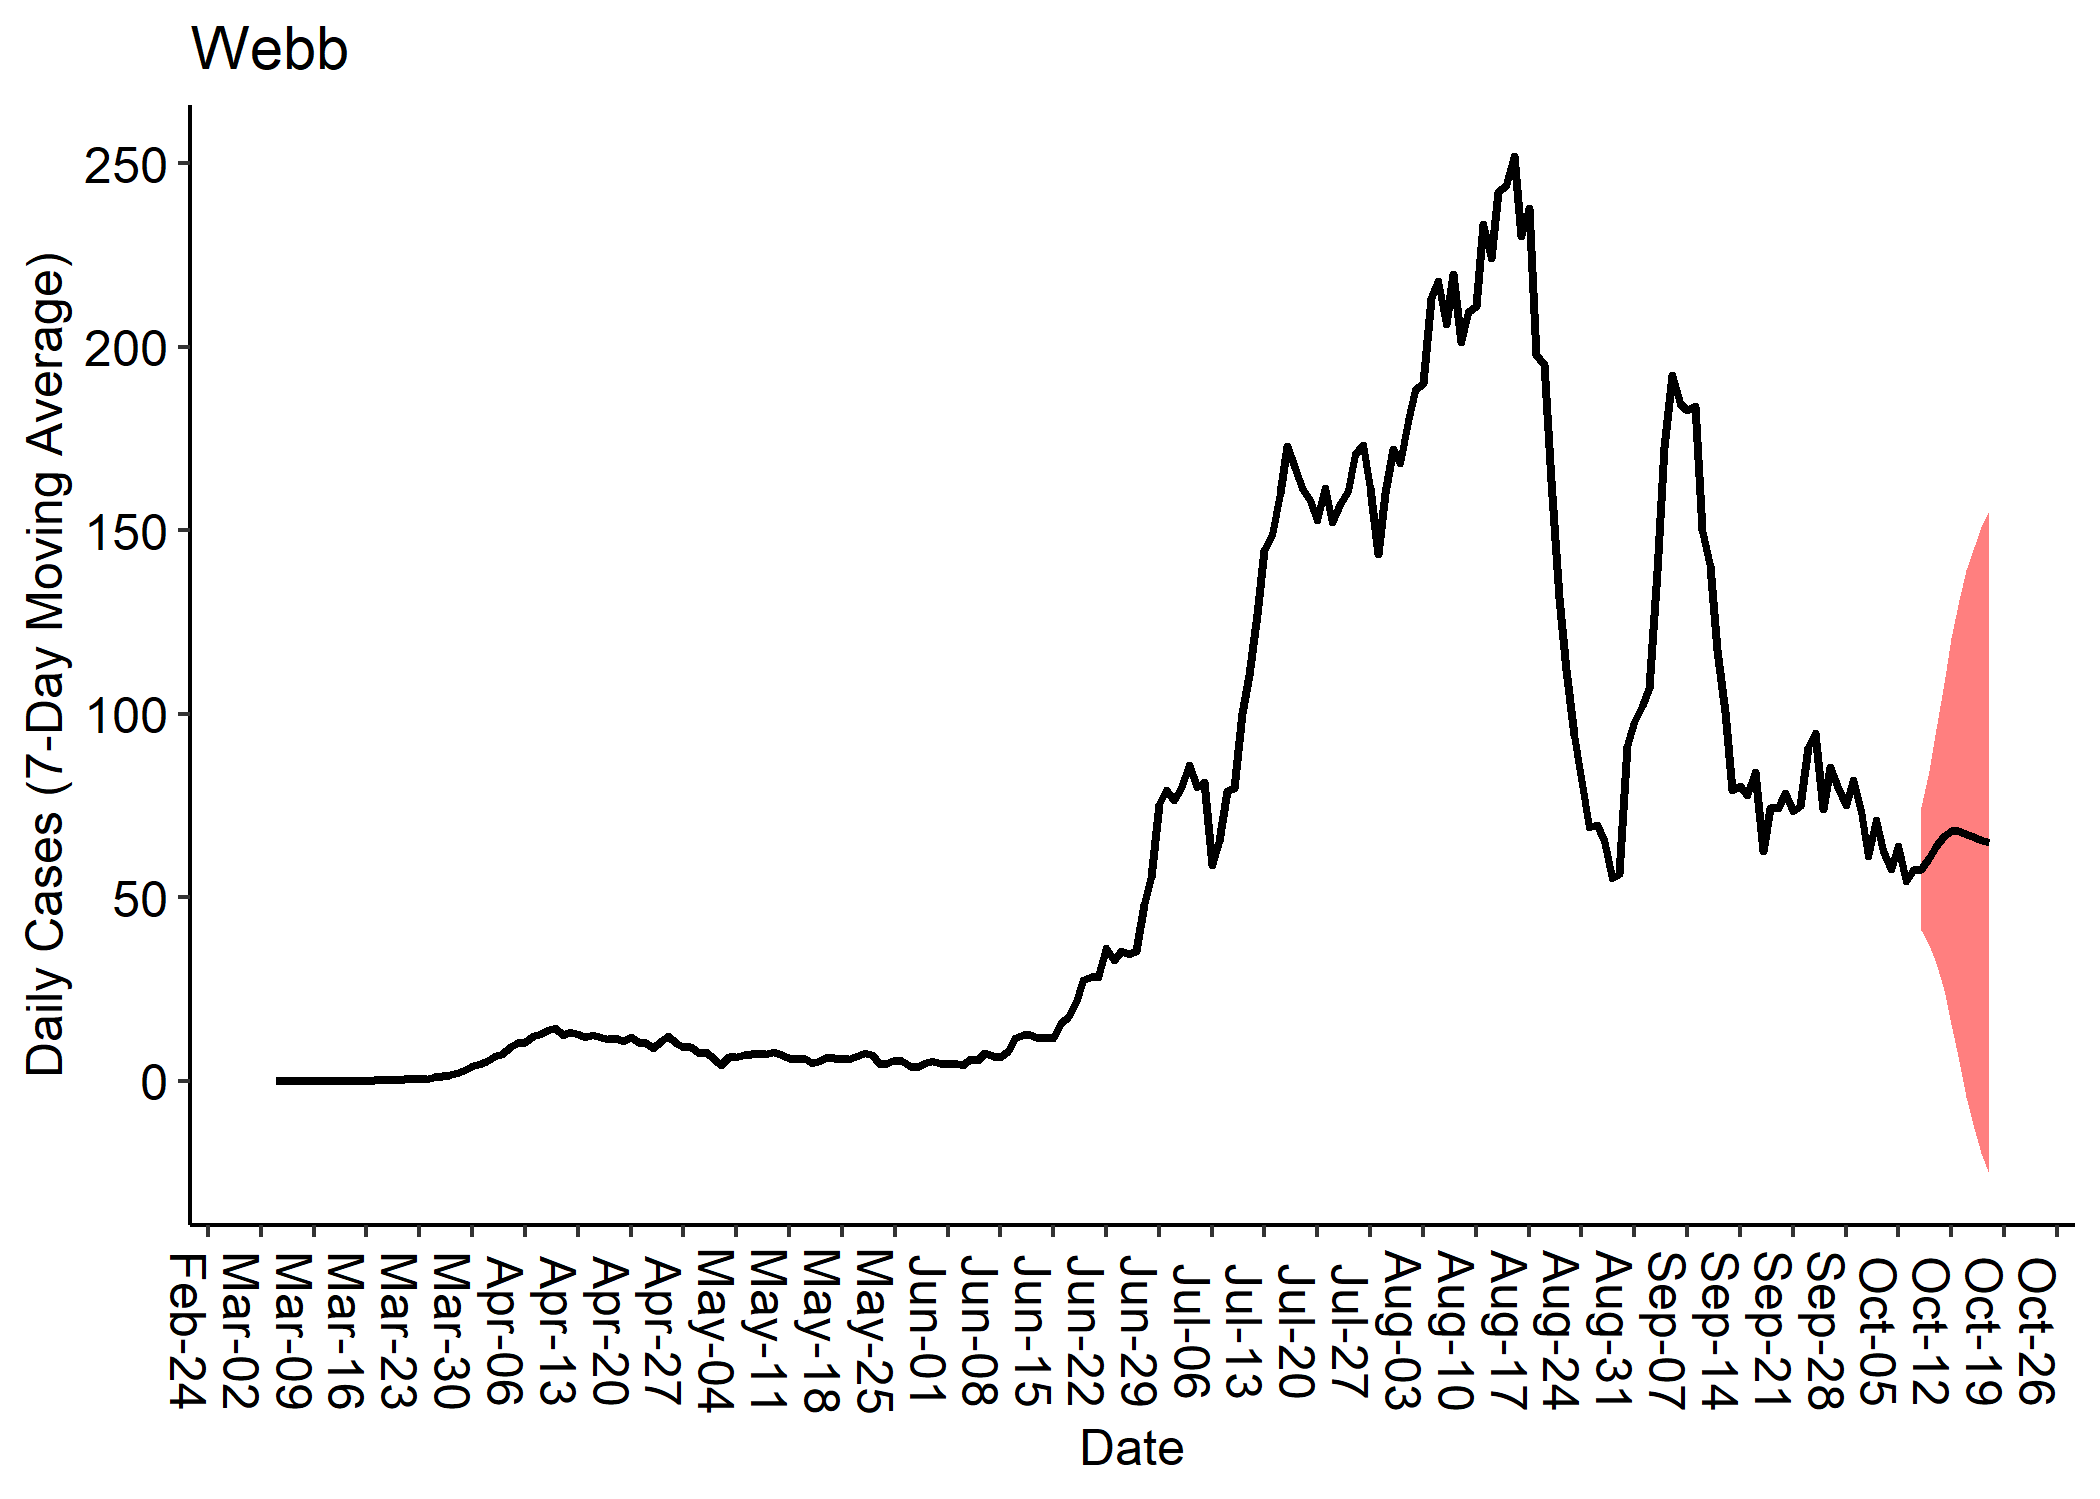 Webb
Daily Cases (7-Day Moving Average)
250
200
150
100
50
0
Feb-24
Mar-02
Mar-09
Mar-16
Mar-23
Mar-30
Apr-06
Apr-13
Apr-20
Apr-27
May-04
May-11
May-18
May-25
Jun-01
Jun-08
Jun-15
Jun-22
Jun-29
Jul-06
Jul-13
Jul-20
Jul-27
Aug-03
Aug-10
Aug-17
Aug-24
Aug-31
Sep-07
Sep-14
Sep-21
Sep-28
Oct-05
Oct-12
Oct-19
Oct-26
Date